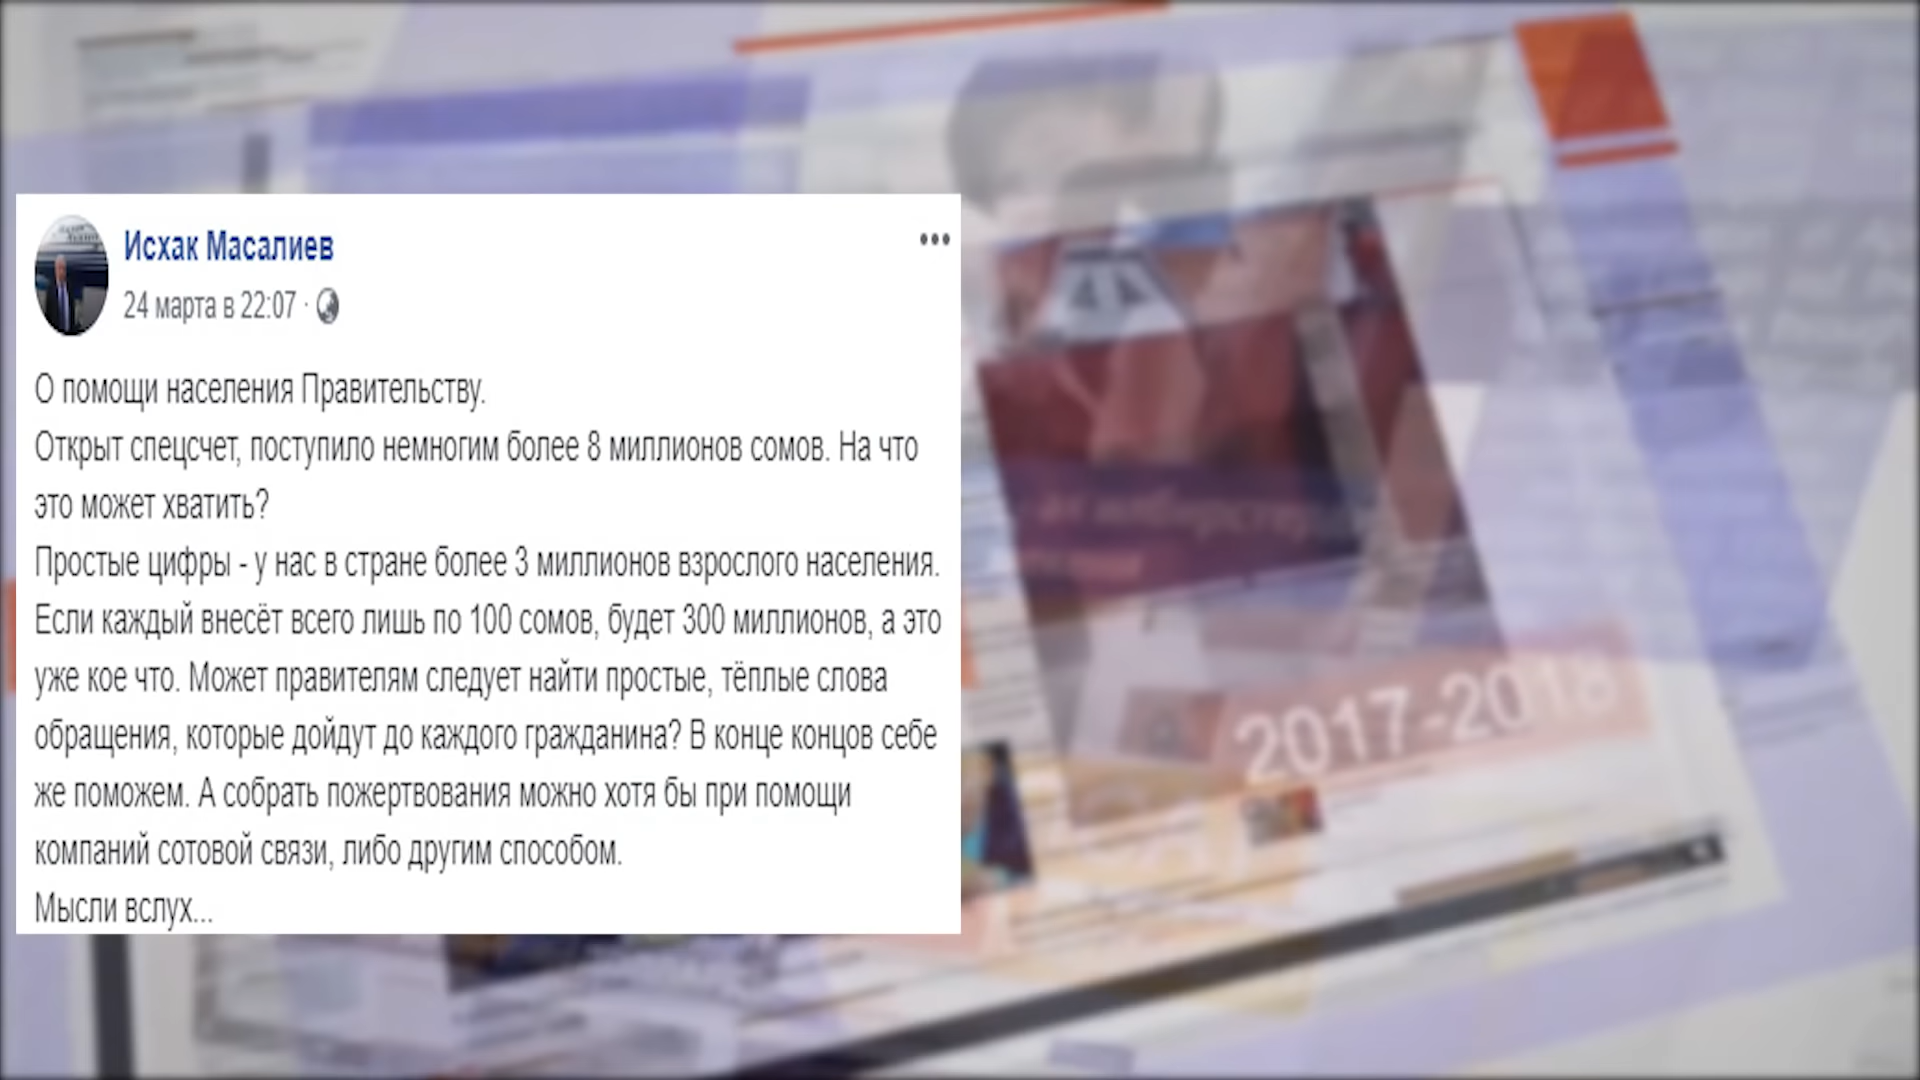 Исхак Масалиев
24 марта в 22:07 ·
О помощи населения Правительству.
Открыт спецсчет, поступило немногим более 8 миллионов сомов. На что
это может хватить?
Простые цифры - у нас в стране более 3 миллионов взрослого населения.
Если каждый внесёт всего лишь по 100 сомов, будет 300 миллионов, а это
уже кое что. Может правителям следует найти простые, тёплые слова
обращения, которые дойдут до каждого гражданина? В конце концов себе
же поможем. А собрать пожертвования можно хотя бы при помощи
компаний сотовой связи, либо другим способом.
Мысли вслух...
2017-2018